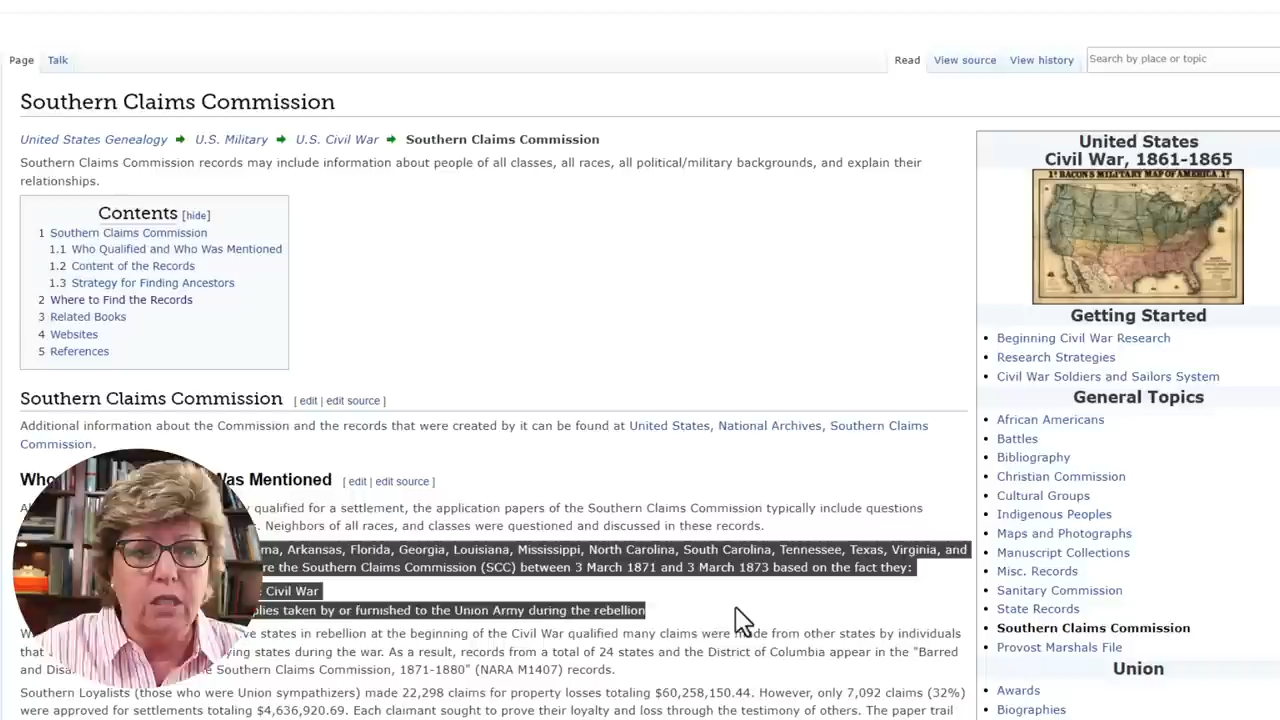 Page
Talk
Read
View source
View history
Search by place or topic
Southern Claims Commission
United States Genealogy
U.S. Military
U.S. Civil War
Southern Claims Commission
Southern Claims Commission records may include information about people of all classes, all races, all political/military backgrounds, and explain their
relationships.
Contents [hide]
1 Southern Claims Commission
1.1 Who Qualified and Who Was Mentioned
1.2 Content of the Records
1.3 Strategy for Finding Ancestors
2 Where to Find the Records
3 Related Books
4 Websites
5 References
Southern Claims Commission [ edit | edit source ]
Additional information about the Commission and the records that were created by it can be found at United States, National Archives, Southern Claims
Commission.
Who Was Mentioned [ edit | edit source ]
qualified for a settlement, the application papers of the Southern Claims Commission typically include questions
. Neighbors of all races, and classes were questioned and discussed in these records.
Arkansas, Florida, Georgia, Louisiana, Mississippi, North Carolina, South Carolina, Tennessee, Texas, Virginia, and
the Southern Claims Commission (SCC) between 3 March 1871 and 3 March 1873 based on the fact they:
Civil War
taken by or furnished to the Union Army during the rebellion
states in rebellion at the beginning of the Civil War qualified many claims were made from other states by individuals
that states during the war. As a result, records from a total of 24 states and the District of Columbia appear in the "Barred
and Southern Claims Commission, 1871-1880" (NARA M1407) records.
Southern Loyalists (those who were Union sympathizers) made 22,298 claims for property losses totaling $60,258,150.44. However, only 7,092 claims (32%)
were approved for settlements totaling $4,636,920.69. Each claimant sought to prove their loyalty and loss through the testimony of others. The paper trail
United States
Civil War, 1861-1865
BACON'S MILITARY MAP OF AMERICA
Getting Started
Beginning Civil War Research
Research Strategies
Civil War Soldiers and Sailors System
General Topics
African Americans
Battles
Bibliography
Christian Commission
Cultural Groups
Indigenous Peoples
Maps and Photographs
Manuscript Collections
Misc. Records
Sanitary Commission
State Records
Southern Claims Commission
Provost Marshals File
Union
Awards
Biographies